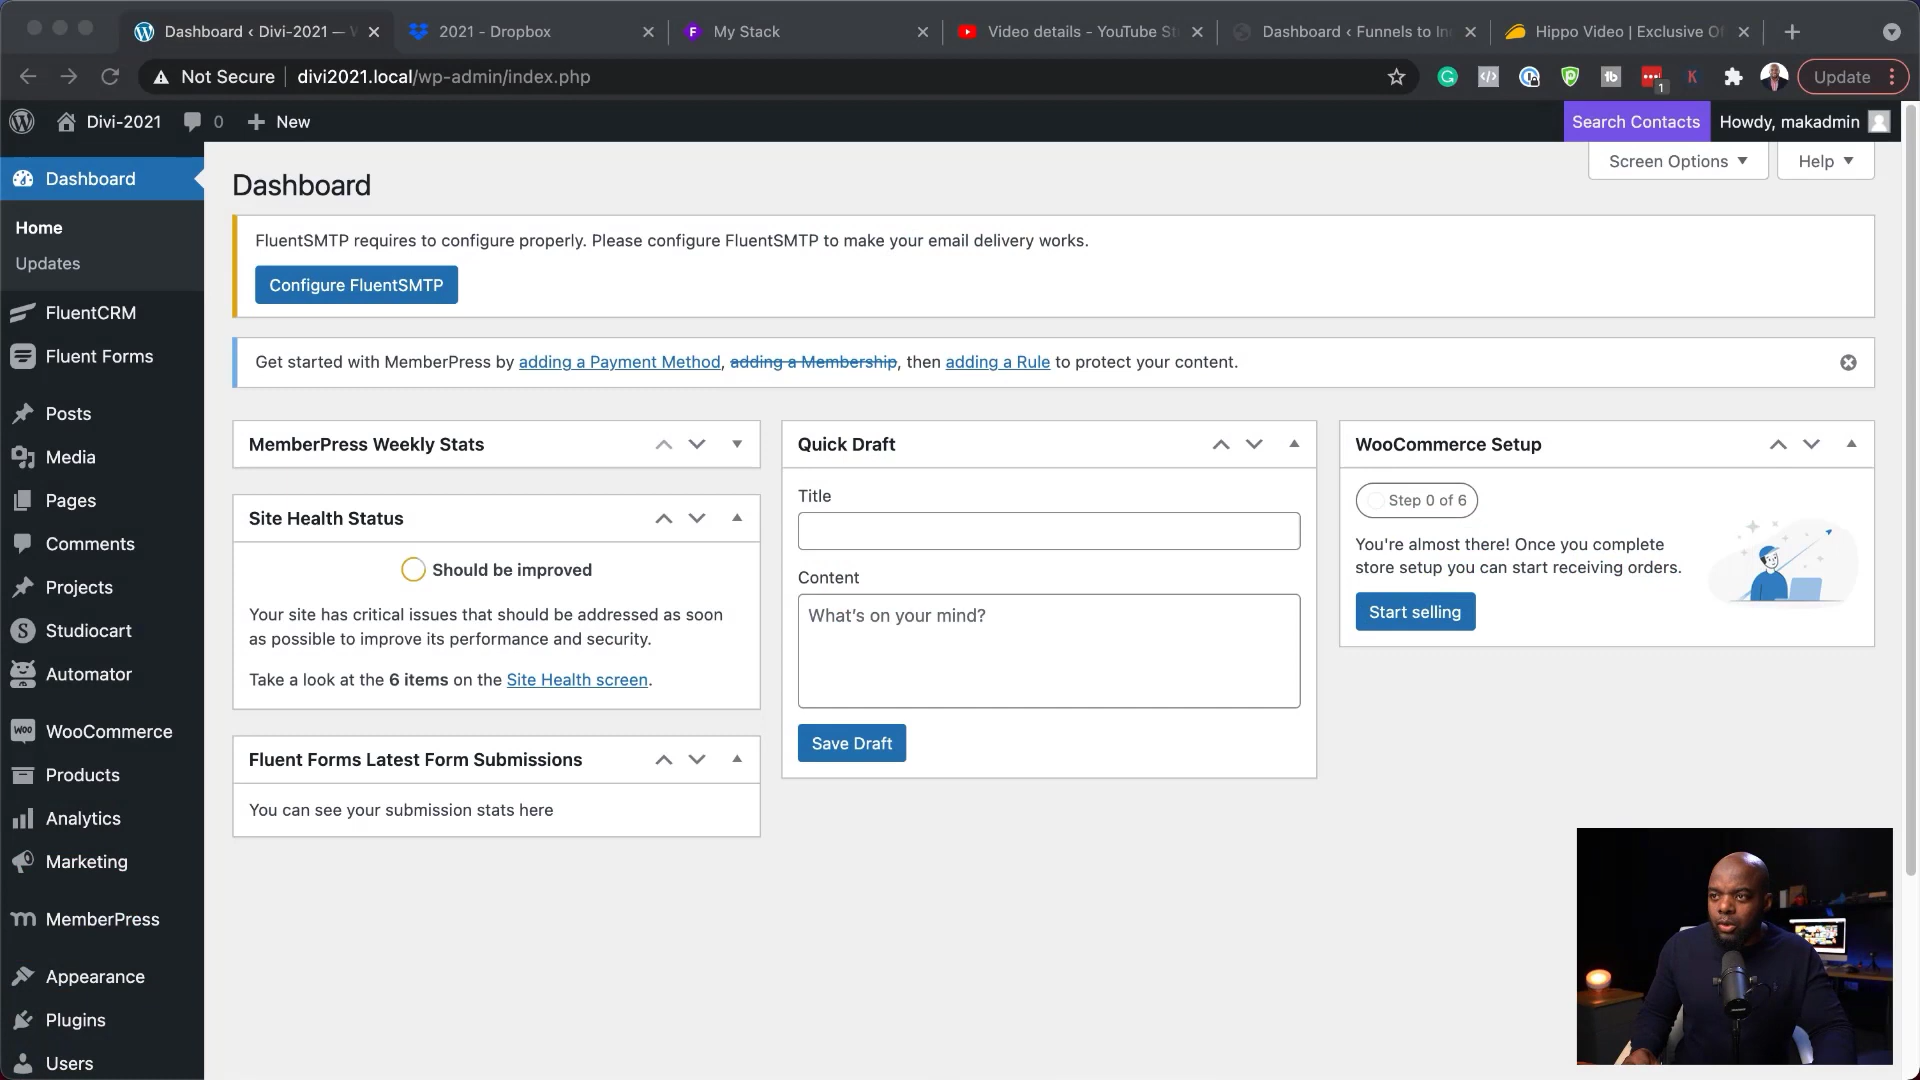 Dashboard ‹ Divi-2021 —
2021 - Dropbox
My Stack
Video details - YouTube St
Dashboard ‹ Funnels to In
Hippo Video | Exclusive Of
Not Secure
divi2021.local/wp-admin/index.php
1
Update
Divi-2021
0
New
Search Contacts
Howdy, makadmin
Screen Options
Help
Dashboard
Home
Updates
FluentCRM
Fluent Forms
Posts
Media
Pages
Comments
Projects
Studiocart
Automator
WooCommerce
Products
Analytics
Marketing
MemberPress
Appearance
Plugins
Users
Dashboard
FluentSMTP requires to configure properly. Please configure FluentSMTP to make your email delivery works.
Configure FluentSMTP
Get started with MemberPress by adding a Payment Method, adding a Membership, then adding a Rule to protect your content.
MemberPress Weekly Stats
Site Health Status
Should be improved
Your site has critical issues that should be addressed as soon
as possible to improve its performance and security.
Take a look at the 6 items on the Site Health screen.
Fluent Forms Latest Form Submissions
You can see your submission stats here
Quick Draft
Title
Content
What's on your mind?
Save Draft
WooCommerce Setup
Step 0 of 6
You're almost there! Once you complete
store setup you can start receiving orders.
Start selling